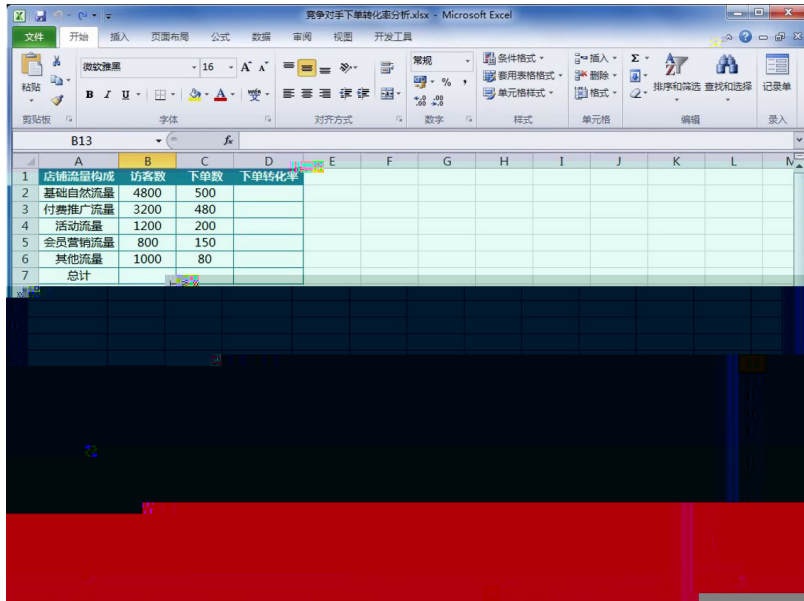 竞争对手下单转化率分析.xlsx - Microsoft Excel
文件 开始 插入 页面布局 公式 数据 审阅 视图 开发工具
微软雅黑 16 A A 常规 条件格式 插入 Σ
粘贴 % , 套用表格格式 删除 排序和筛选 查找和选择 记录单
B I U A 单元格样式 格式
剪贴板 字体 对齐方式 数字 样式 单元格 编辑 录入
B13 fx
A B C D E F G H I J K L
1 店铺流量构成 访客数 下单数 下单转化率
2 基础自然流量 4800 500
3 付费推广流量 3200 480
4 活动流量 1200 200
5 会员营销流量 800 150
6 其他流量 1000 80
7 总计